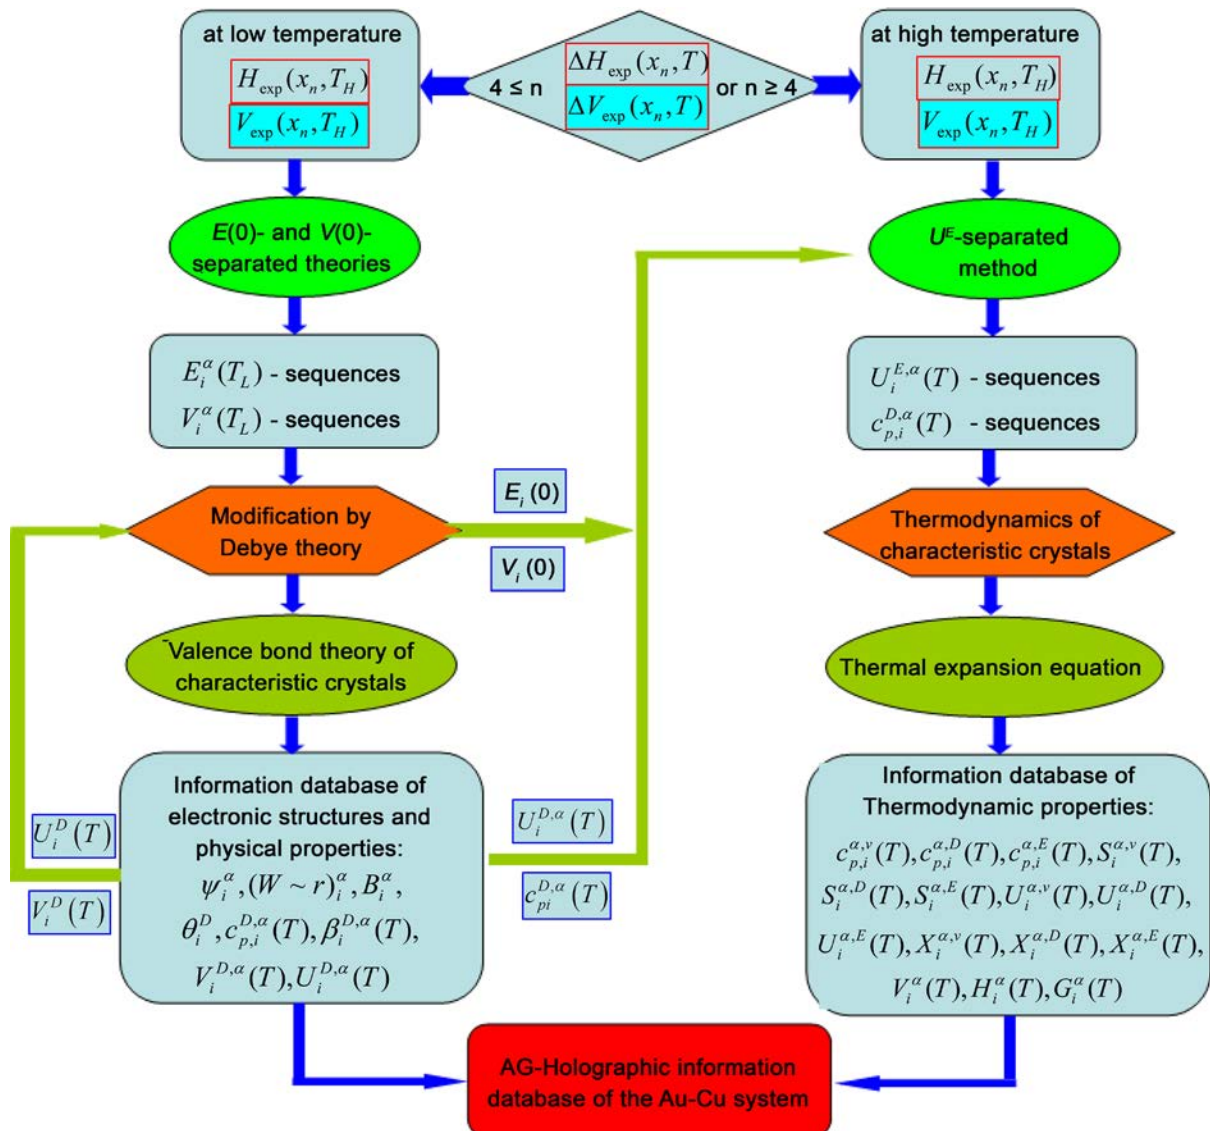 at low temperature
H_exp(x_n, T_H)
V_exp(x_n, T_H)
4 ≤ n
ΔH_exp(x_n, T)
ΔV_exp(x_n, T)
or n ≥ 4
at high temperature
H_exp(x_n, T_H)
V_exp(x_n, T_H)
E(0)- and V(0)-
separated theories
U^E-separated
method
E_i^α(T_L) - sequences
V_i^α(T_L) - sequences
U_i^{E,α}(T) - sequences
c_{p,i}^{D,α}(T) - sequences
Modification by
Debye theory
E_i (0)
V_i (0)
Thermodynamics of
characteristic crystals
Valence bond theory of
characteristic crystals
Thermal expansion equation
U_i^D(T)
V_i^D(T)
Information database of
electronic structures and
physical properties:
ψ_i^α, (W ~ r)_i^α, B_i^α,
θ_i^D, c_{p,i}^{D,α}(T), β_i^{D,α}(T),
V_i^{D,α}(T), U_i^{D,α}(T)
U_i^{D,α}(T)
c_{pi}^{D,α}(T)
Information database of
Thermodynamic properties:
c_{p,i}^{α,v}(T), c_{p,i}^{α,D}(T), c_{p,i}^{α,E}(T), S_i^{α,v}(T),
S_i^{α,D}(T), S_i^{α,E}(T), U_i^{α,v}(T), U_i^{α,D}(T),
U_i^{α,E}(T), X_i^{α,v}(T), X_i^{α,D}(T), X_i^{α,E}(T),
V_i^α(T), H_i^α(T), G_i^α(T)
AG-Holographic information
database of the Au-Cu system